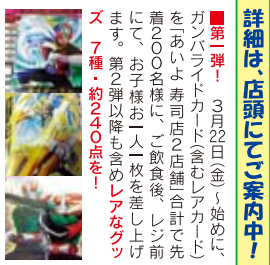 詳細は、店頭にてご案内中!
■第一弾! 3月22日(金)〜始めに、
ガンバライドカード(含むレアカード)
を「あいよ 寿司店2店舗」合計で先
着200名様に、ご飲食後、レジ前
にて、お子様お一人一枚を差し上げ
ます。第2弾以降も含めレアなグッ
ズ 7種・約240点を!